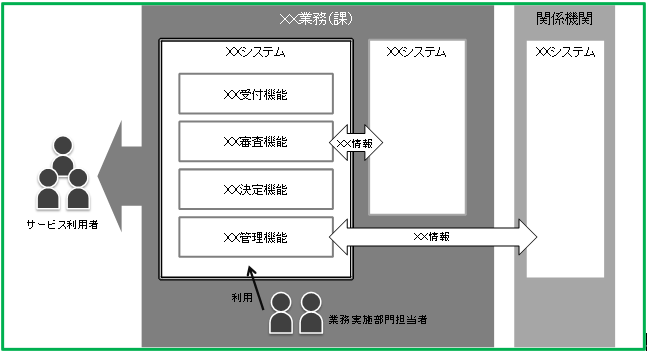 ××業務(課)
関係機関
××システム
××システム
××システム
××受付機能
××審査機能
××情報
××決定機能
××管理機能
××情報
サービス利用者
利用
業務実施部門担当者